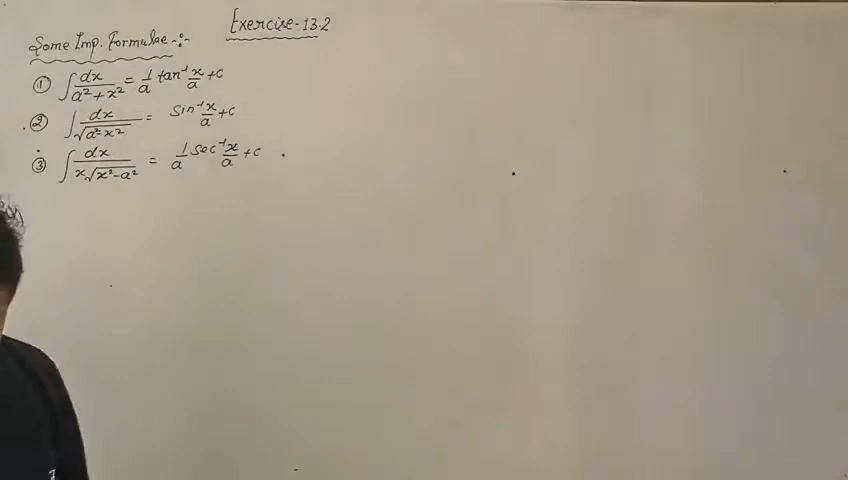 Exercise-13.2
Some Imp. Formulae-:-
① ∫ dx/(a²+x²) = 1/a tan⁻¹ x/a + c
② ∫ dx/√(a²-x²) = sin⁻¹ x/a + c
③ ∫ dx/(x√(x²-a²)) = 1/a sec⁻¹ x/a + c